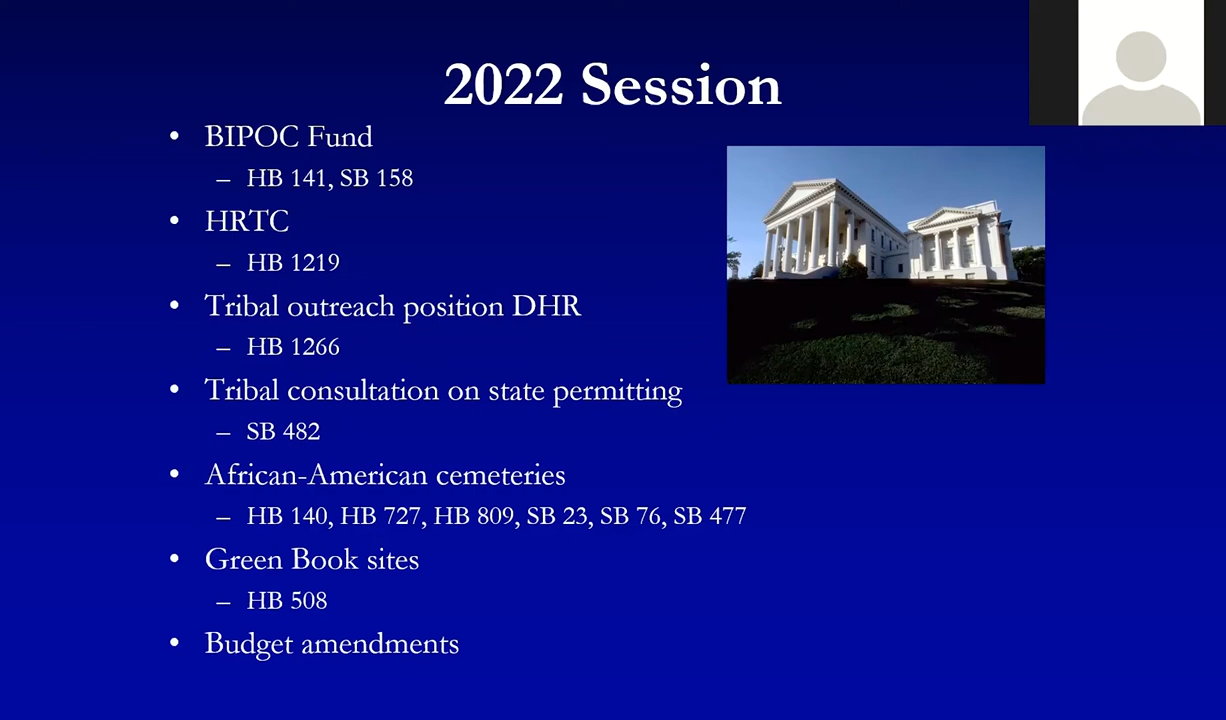 2022 Session
• BIPOC Fund
– HB 141, SB 158
• HRTC
– HB 1219
• Tribal outreach position DHR
– HB 1266
• Tribal consultation on state permitting
– SB 482
• African-American cemeteries
– HB 140, HB 727, HB 809, SB 23, SB 76, SB 477
• Green Book sites
– HB 508
• Budget amendments